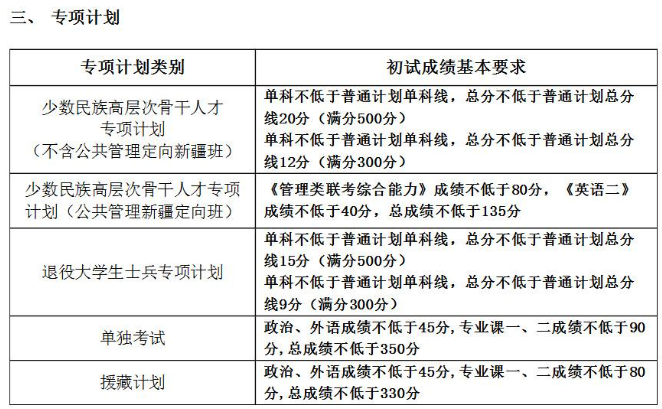 三、 专项计划
专项计划类别
初试成绩基本要求
少数民族高层次骨干人才
专项计划
（不含公共管理定向新疆班）
单科不低于普通计划单科线，总分不低于普通计划总分
线20分（满分500分）
单科不低于普通计划单科线，总分不低于普通计划总分
线12分（满分300分）
少数民族高层次骨干人才专项
计划（公共管理新疆定向班）
《管理类联考综合能力》成绩不低于80分，《英语二》
成绩不低于40分，总成绩不低于135分
退役大学生士兵专项计划
单科不低于普通计划单科线，总分不低于普通计划总分
线15分（满分500分）
单科不低于普通计划单科线，总分不低于普通计划总分
线9分（满分300分）
单独考试
政治、外语成绩不低于45分,专业课一、二成绩不低于90
分,总成绩不低于350分
援藏计划
政治、外语成绩不低于45分,专业课一、二成绩不低于80
分,总成绩不低于330分